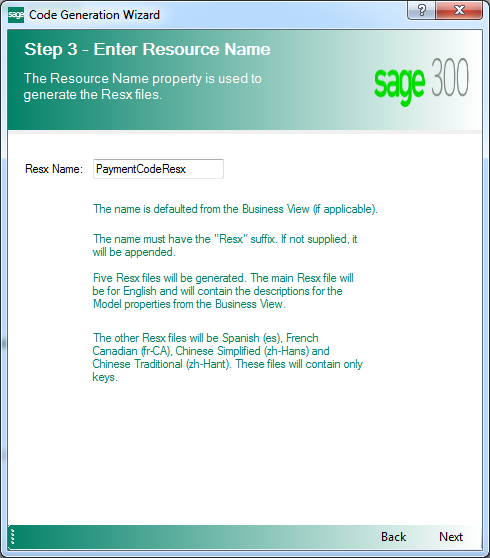 sage Code Generation Wizard
Step 3 - Enter Resource Name
The Resource Name property is used to
generate the Resx files.
sage 300
Resx Name: PaymentCodeResx
The name is defaulted from the Business View (if applicable).
The name must have the "Resx" suffix. If not supplied, it
will be appended.
Five Resx files will be generated. The main Resx file will
be for English and will contain the descriptions for the
Model properties from the Business View.
The other Resx files will be Spanish (es), French
Canadian (fr-CA), Chinese Simplified (zh-Hans) and
Chinese Traditional (zh-Hant). These files will contain only
keys.
Back Next